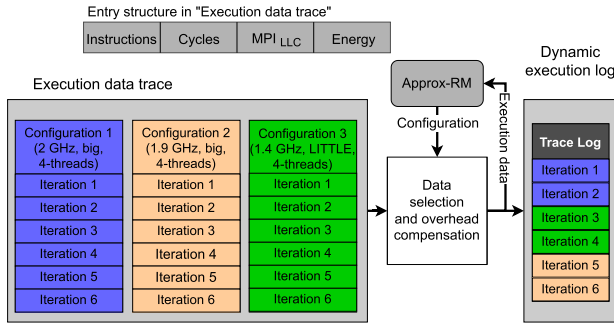 Entry structure in "Execution data trace"
Instructions
Cycles
MPI LLC
Energy
Execution data trace
Configuration 1
(2 GHz, big,
4-threads)
Iteration 1
Iteration 2
Iteration 3
Iteration 4
Iteration 5
Iteration 6
Configuration 2
(1.9 GHz, big,
4-threads)
Iteration 1
Iteration 2
Iteration 3
Iteration 4
Iteration 5
Iteration 6
Configuration 3
(1.4 GHz, LITTLE,
4-threads)
Iteration 1
Iteration 2
Iteration 3
Iteration 4
Iteration 5
Iteration 6
Approx-RM
Configuration
Execution data
Data
selection
and overhead
compensation
Dynamic
execution log
Trace Log
Iteration 1
Iteration 2
Iteration 3
Iteration 4
Iteration 5
Iteration 6